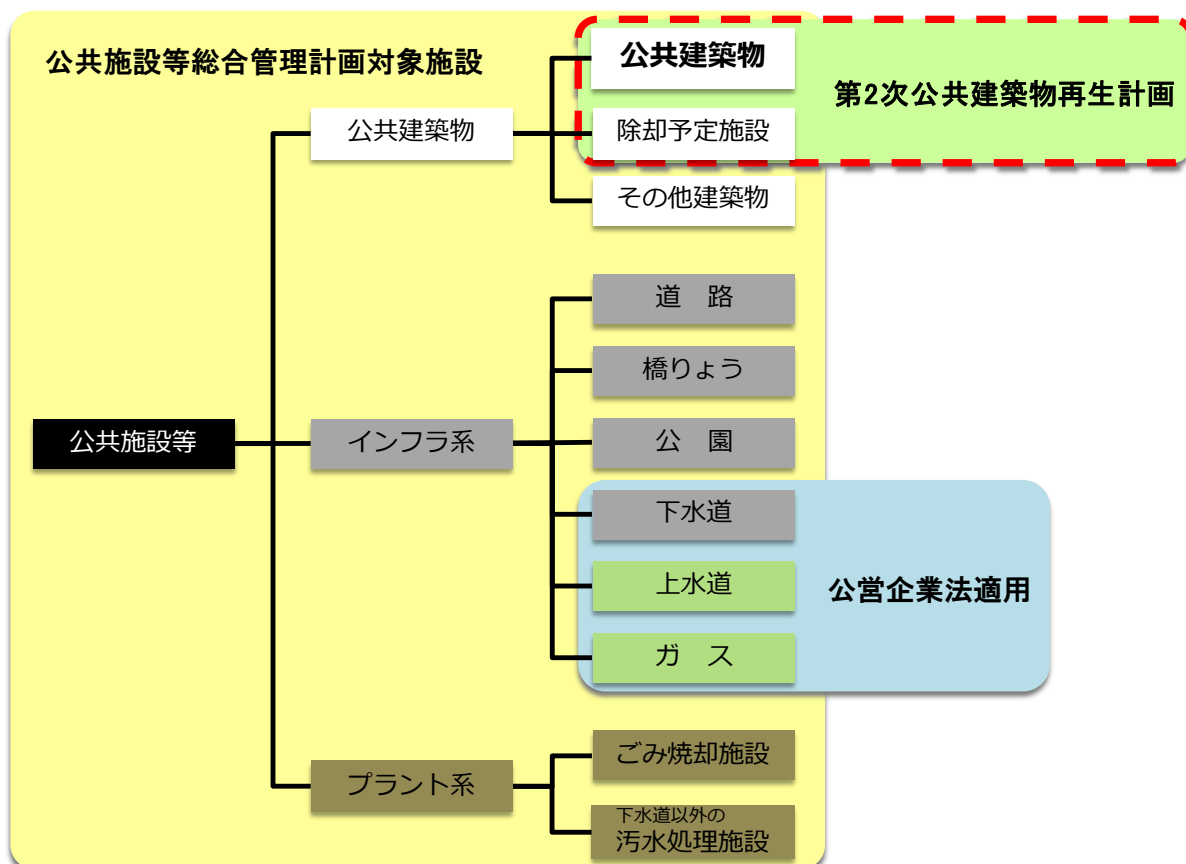 公共施設等総合管理計画対象施設
公共建築物
第2次公共建築物再生計画
公共建築物
除却予定施設
その他建築物
道　路
橋りょう
公共施設等
インフラ系
公　園
下水道
上水道
公営企業法適用
ガ　ス
ごみ焼却施設
プラント系
下水道以外の
汚水処理施設